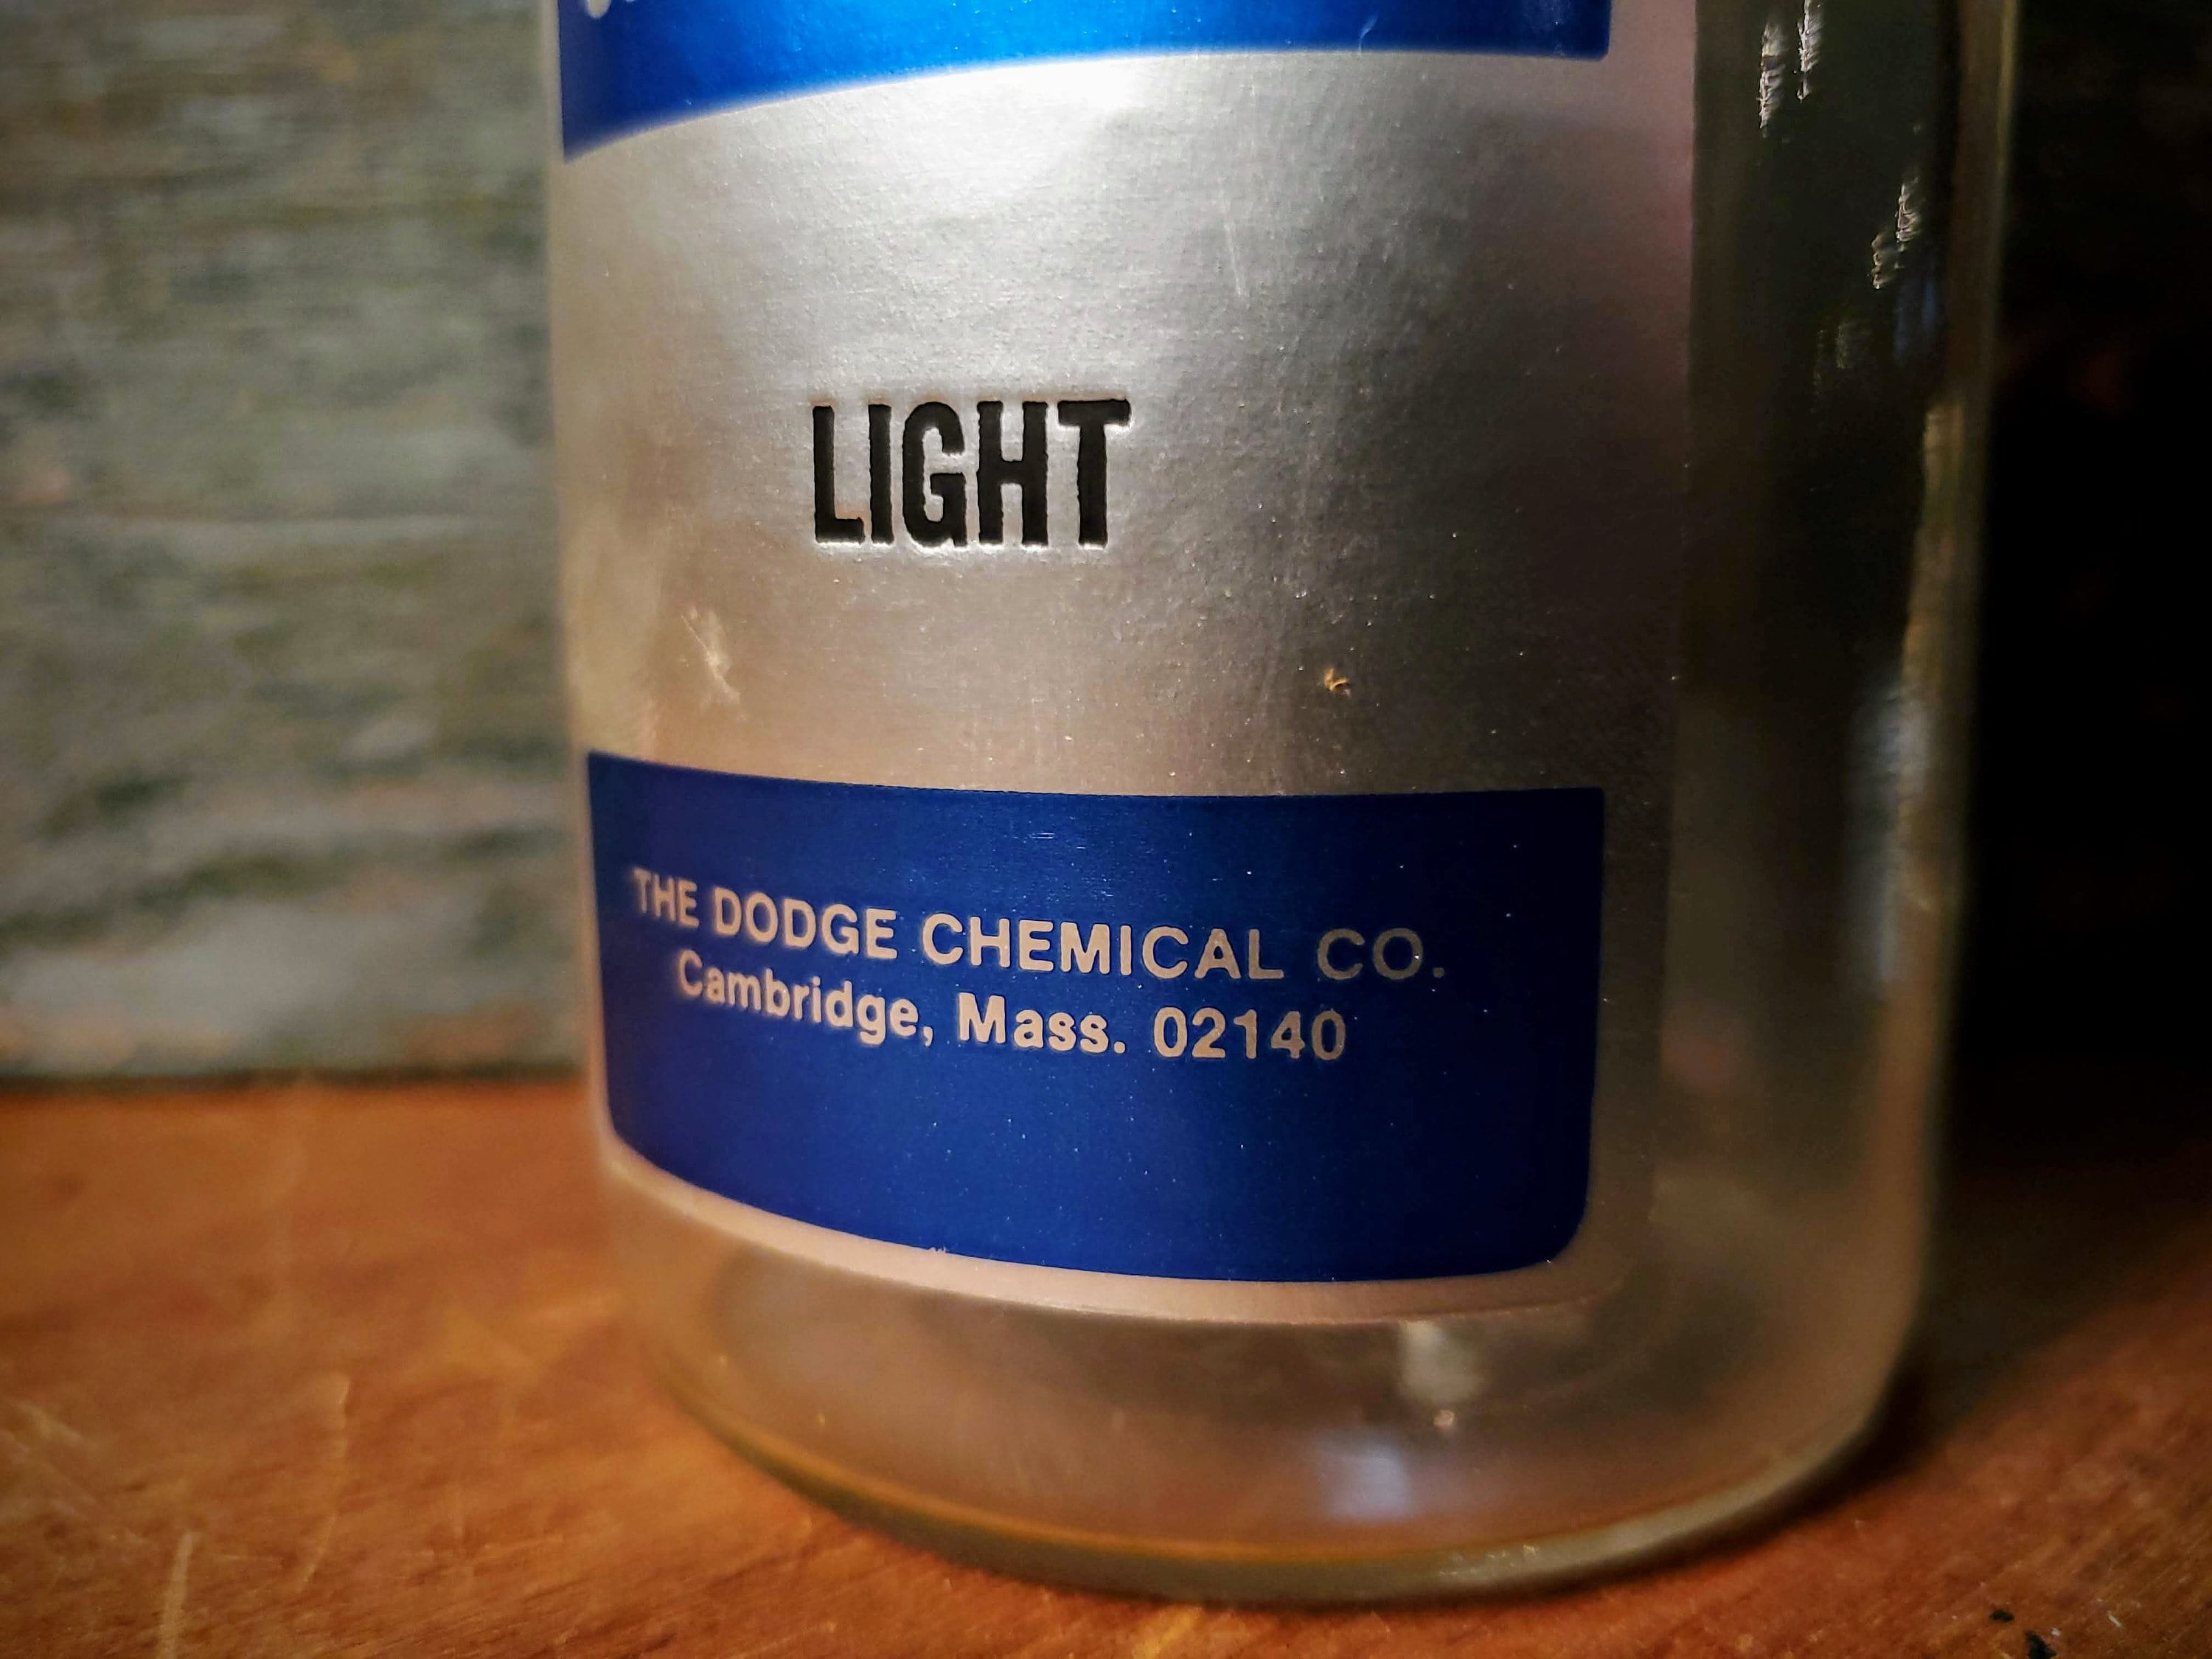 LIGHT
THE DODGE CHEMICAL CO.
Cambridge, Mass. 02140